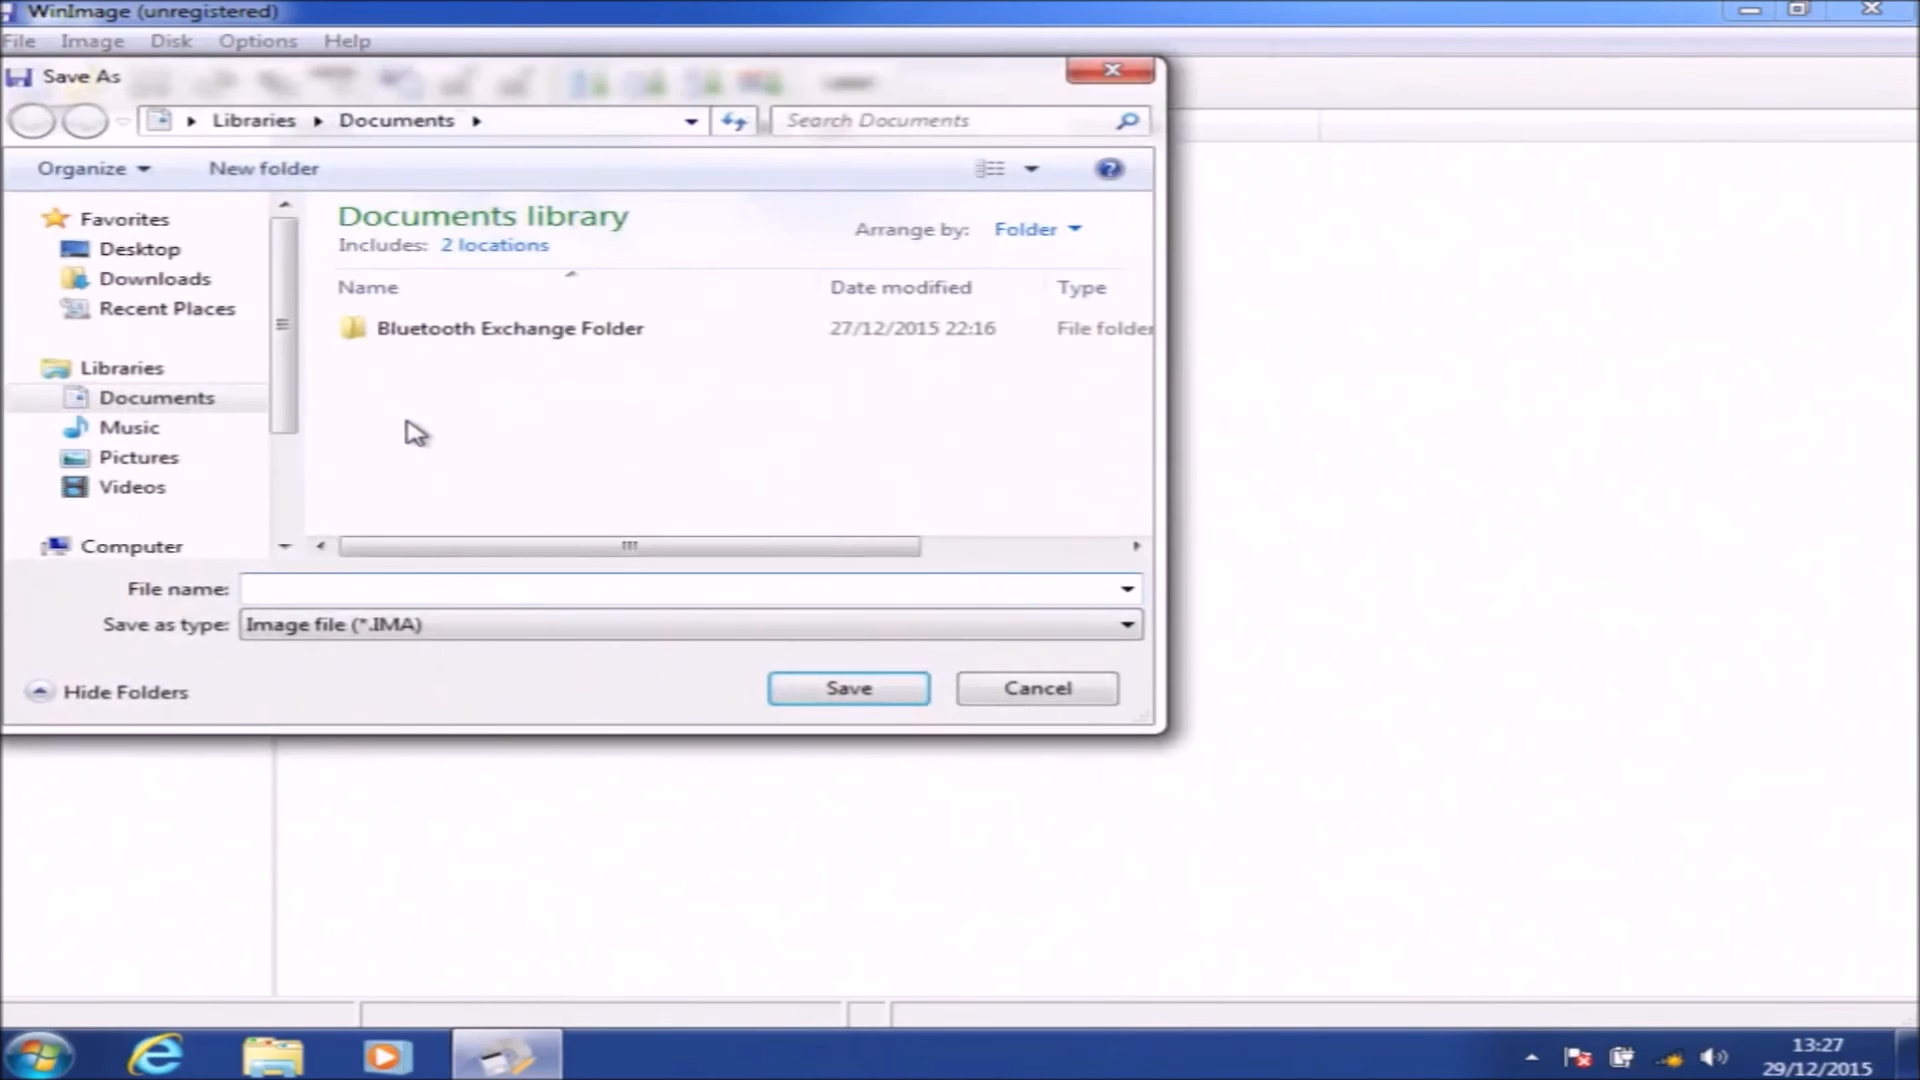 WinImage (unregistered)
File Image Disk Options Help
Save As
Libraries Documents
Search Documents
Organize New folder
Favorites
Desktop
Downloads
Recent Places
Libraries
Documents
Music
Pictures
Videos
Computer
Documents library
Includes: 2 locations
Arrange by: Folder
Name Date modified Type
Bluetooth Exchange Folder 27/12/2015 22:16 File folder
File name:
Save as type: Image file (*.IMA)
Hide Folders
Save Cancel
13:27
29/12/2015